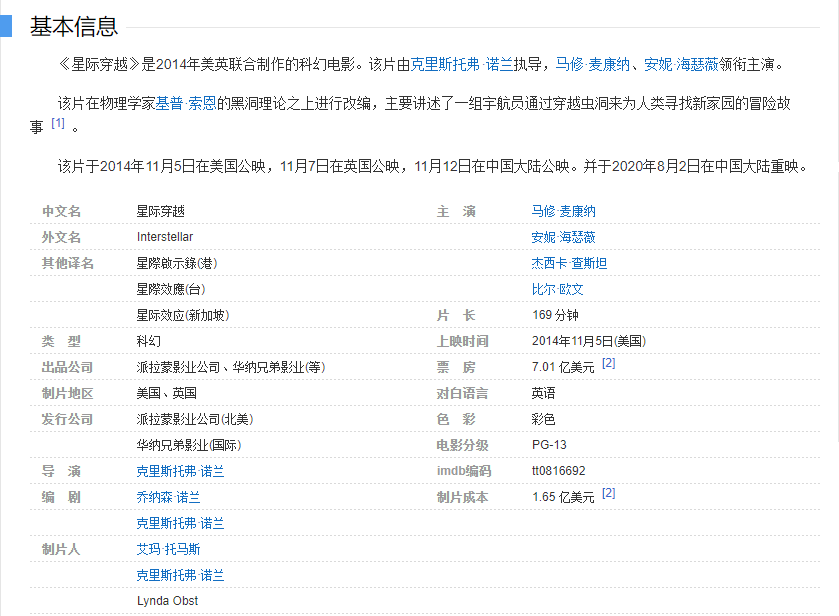 基本信息
《星际穿越》是2014年美英联合制作的科幻电影。该片由克里斯托弗·诺兰执导，马修·麦康纳、安妮·海瑟薇领衔主演。
该片在物理学家基普·索恩的黑洞理论之上进行改编，主要讲述了一组宇航员通过穿越虫洞来为人类寻找新家园的冒险故
事 [1] 。
该片于2014年11月5日在美国公映，11月7日在英国公映，11月12日在中国大陆公映。并于2020年8月2日在中国大陆重映。
中文名 星际穿越 主 演 马修·麦康纳
外文名 Interstellar 安妮·海瑟薇
其他译名 星際啟示錄(港) 杰西卡·查斯坦
星際效應(台) 比尔·欧文
星际效应(新加坡) 片 长 169 分钟
类 型 科幻 上映时间 2014年11月5日(美国)
出品公司 派拉蒙影业公司、华纳兄弟影业(等) 票 房 7.01 亿美元 [2]
制片地区 美国、英国 对白语言 英语
发行公司 派拉蒙影业公司(北美) 色 彩 彩色
华纳兄弟影业(国际) 电影分级 PG-13
导 演 克里斯托弗·诺兰 imdb编码 tt0816692
编 剧 乔纳森·诺兰 制片成本 1.65 亿美元 [2]
克里斯托弗·诺兰
制片人 艾玛·托马斯
克里斯托弗·诺兰
Lynda Obst